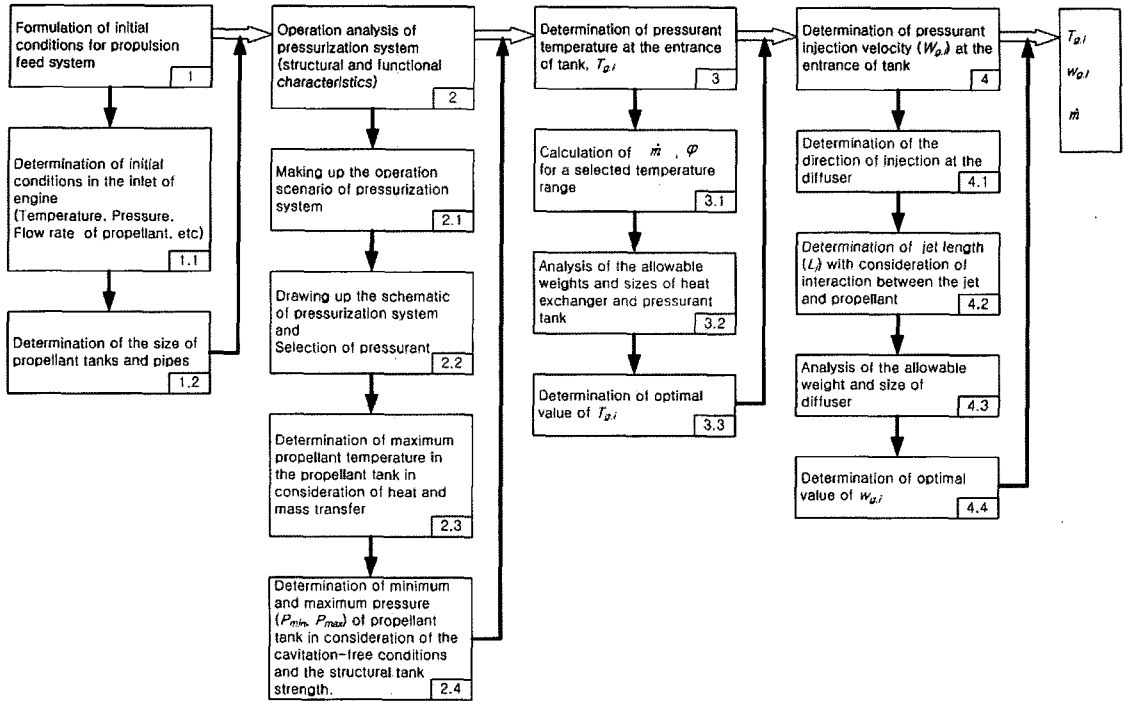 Formulation of initial
conditions for propulsion
feed system
1
Determination of initial
conditions in the inlet of
engine
(Temperature, Pressure,
Flow rate of propellant, etc)
1.1
Determination of the size of
propellant tanks and pipes
1.2
Operation analysis of
pressurization system
(structural and functional
characteristics)
2
Making up the operation
scenario of pressurization
system
2.1
Drawing up the schematic
of pressurization system
and
Selection of pressurant
2.2
Determination of maximum
propellant temperature in
the propellant tank in
consideration of heat and
mass transfer
2.3
Determination of minimum
and maximum pressure
(Pmin, Pmax) of propellant
tank in consideration of the
cavitation-free conditions
and the structural tank
strength.
2.4
Determination of pressurant
temperature at the entrance
of tank, Tg,i
3
Calculation of ṁ , φ
for a selected temperature
range
3.1
Analysis of the allowable
weights and sizes of heat
exchanger and pressurant
tank
3.2
Determination of optimal
value of Tg,i
3.3
Determination of pressurant
injection velocity (Wg,i) at the
entrance of tank
4
Determination of the
direction of injection at the
diffuser
4.1
Determination of jet length
(Lj) with consideration of
interaction between the jet
and propellant
4.2
Analysis of the allowable
weight and size of
diffuser
4.3
Determination of optimal
value of wg,i
4.4
Tg,i
wg,i
ṁ